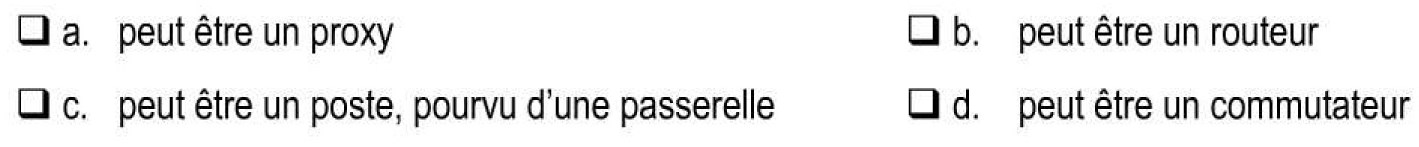 ❑ a. peut être un proxy ❑ b. peut être un routeur
❑ c. peut être un poste, pourvu d’une passerelle ❑ d. peut être un commutateur